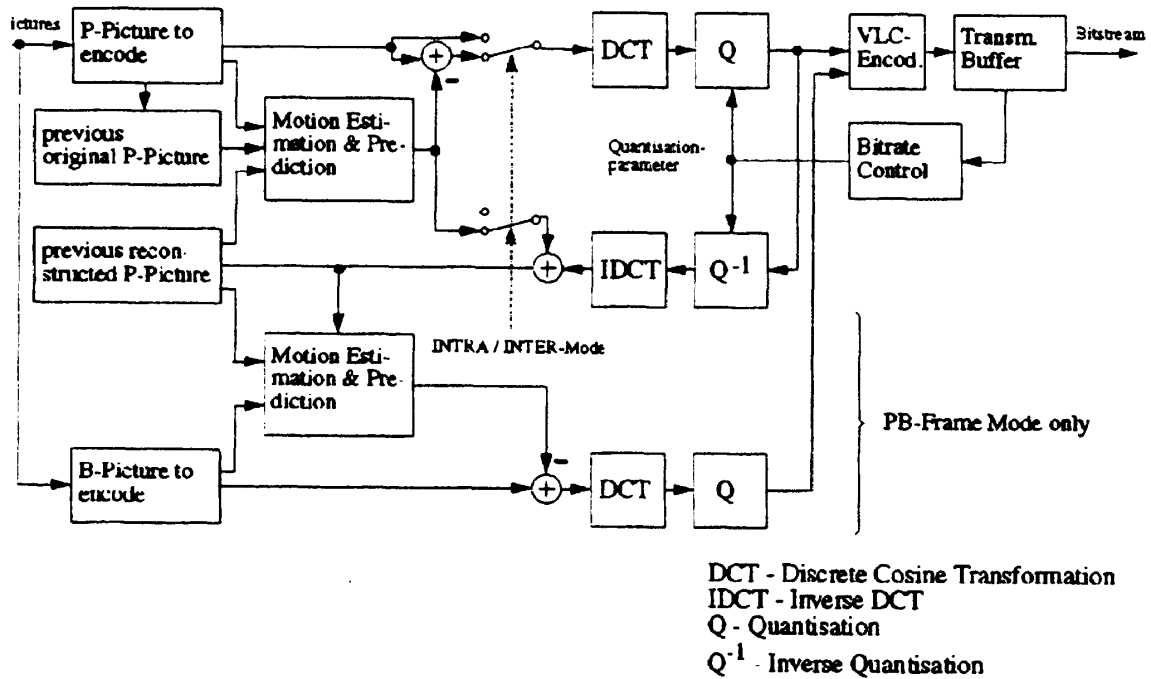 ictures
P-Picture to
encode
previous
original P-Picture
Motion Esti-
mation & Pre-
diction
previous recon-
structed P-Picture
Motion Esti-
mation & Pre-
diction
B-Picture to
encode
+
-
DCT
Q
VLC-
Encod.
Transm.
Buffer
Bitstream
Quantisation-
parameter
Bitrate
Control
+
IDCT
Q-1
INTRA / INTER-Mode
-
+
DCT
Q
PB-Frame Mode only
DCT - Discrete Cosine Transformation
IDCT - Inverse DCT
Q - Quantisation
Q-1 - Inverse Quantisation